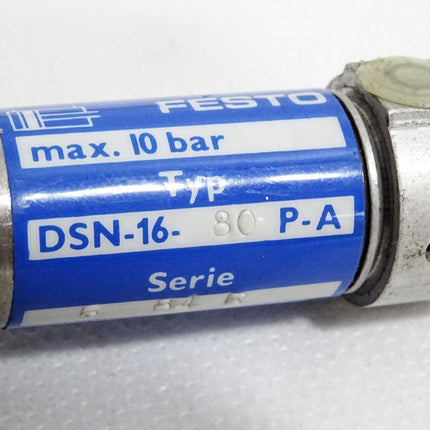 FESTO
max. 10 bar
Typ
DSN-16- 80 P-A
Serie